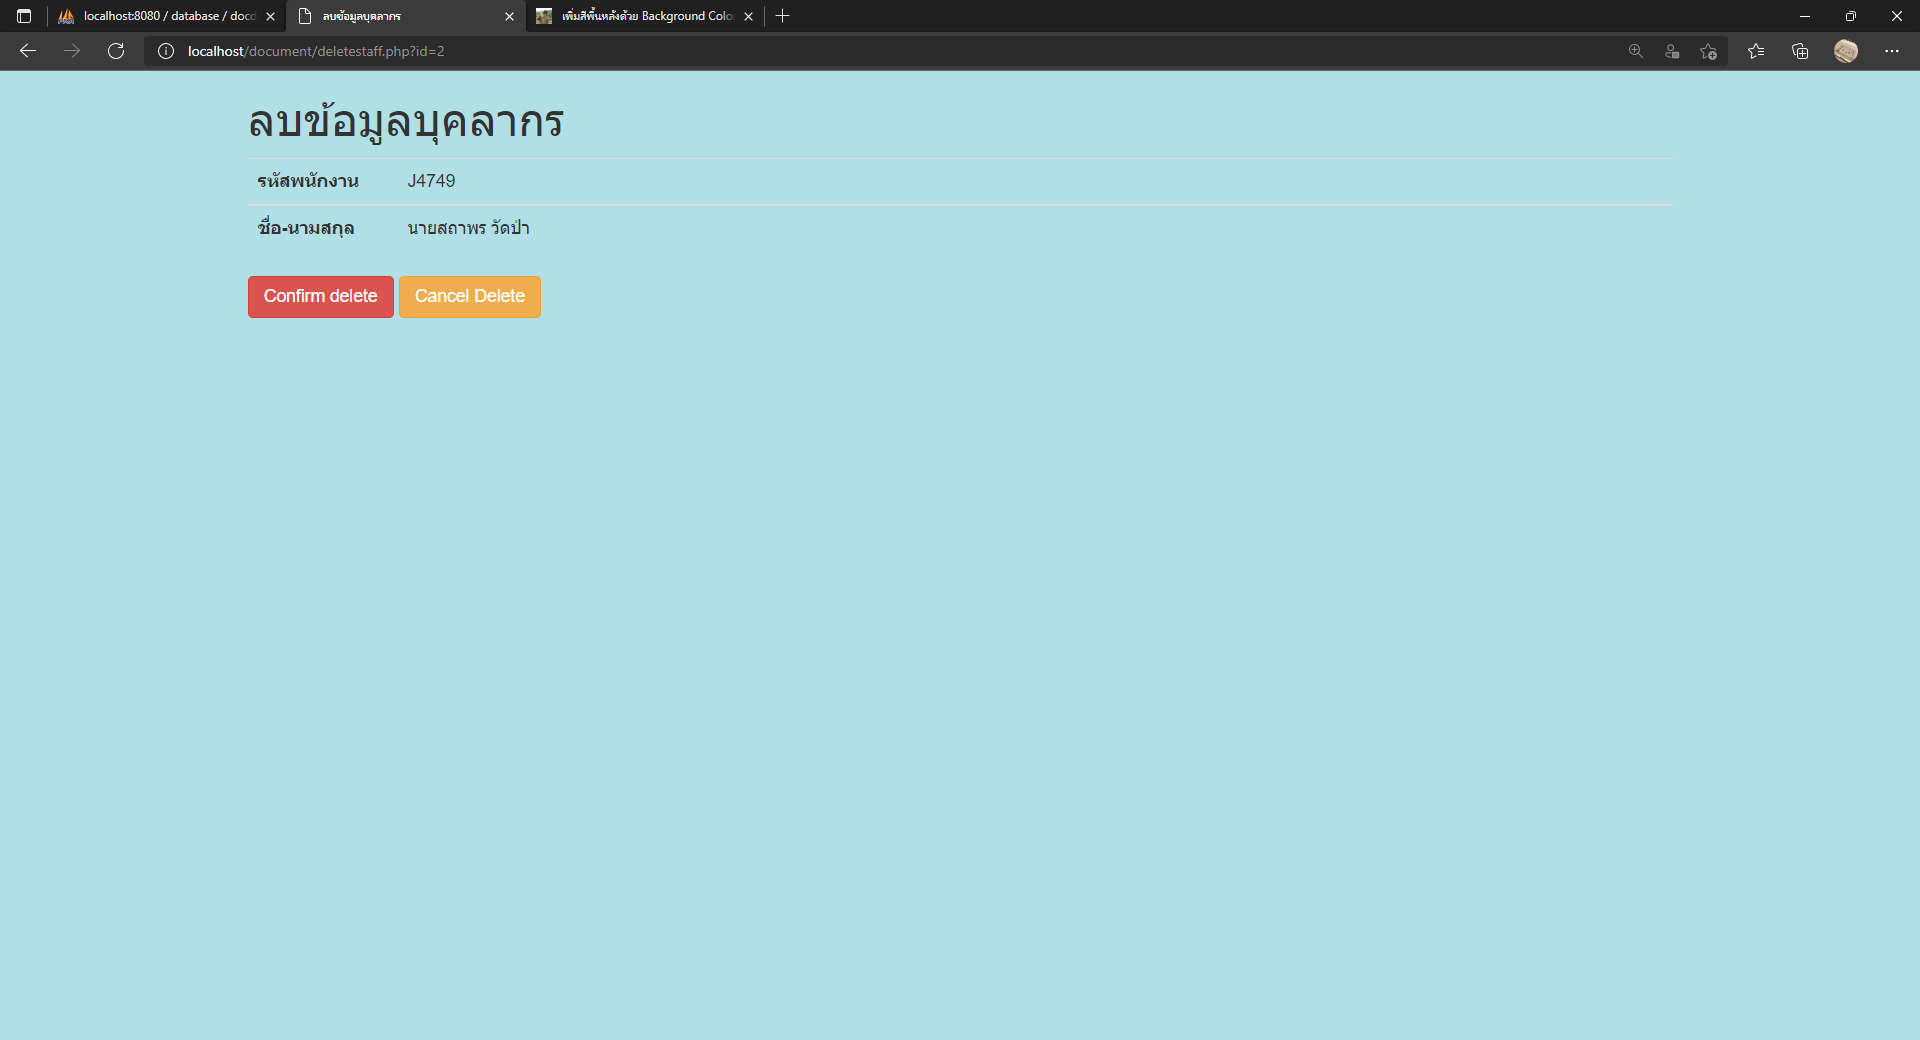 localhost:8080 / database / docd
ลบข้อมูลบุคลากร
เพิ่มสีพื้นหลังด้วย Background Color
localhost/document/deletestaff.php?id=2
ลบข้อมูลบุคลากร
รหัสพนักงาน J4749
ชื่อ-นามสกุล นายสถาพร วัดป่า
Confirm delete Cancel Delete